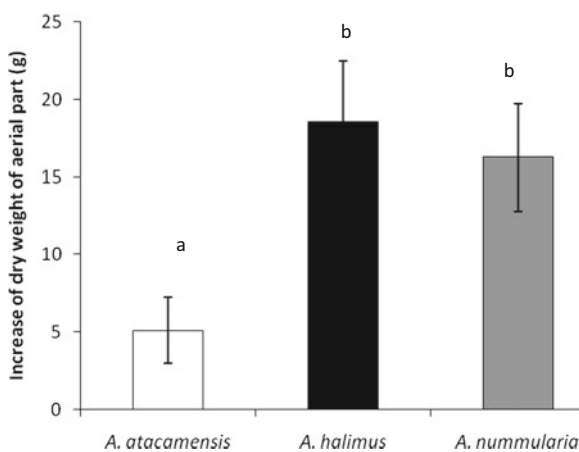 Increase of dry weight of aerial part (g)
25
20
15
10
5
0
a
b
b
A. atacamensis
A. halimus
A. nummularia